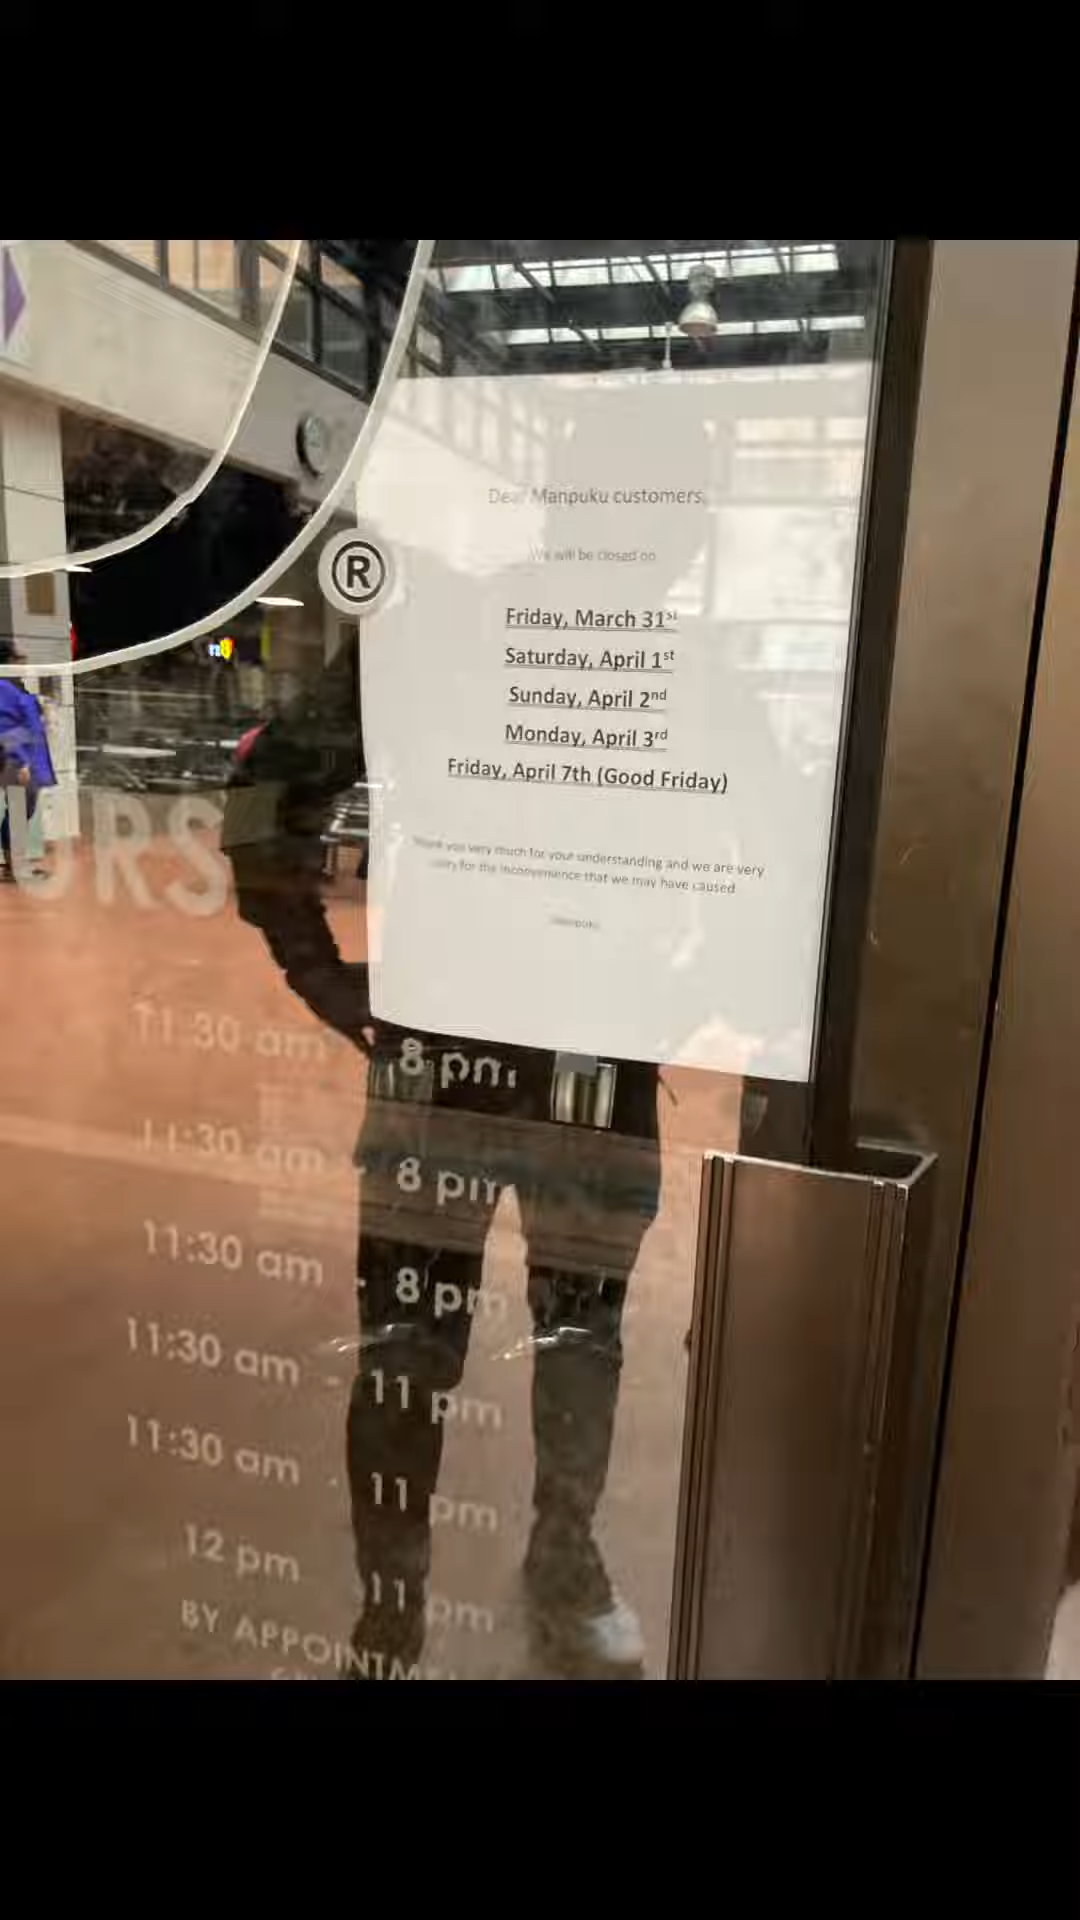 ®
Dear Manpuku customers,
We will be closed on
Friday, March 31st
Saturday, April 1st
Sunday, April 2nd
Monday, April 3rd
Friday, April 7th (Good Friday)
Thank you very much for your understanding and we are very
sorry for the inconvenience that we may have caused
Manpuku
URS
11:30 am - 8 pm
11:30 am - 8 pm
11:30 am - 8 pm
11:30 am - 11 pm
11:30 am - 11 pm
12 pm 11 pm
BY APPOINTM